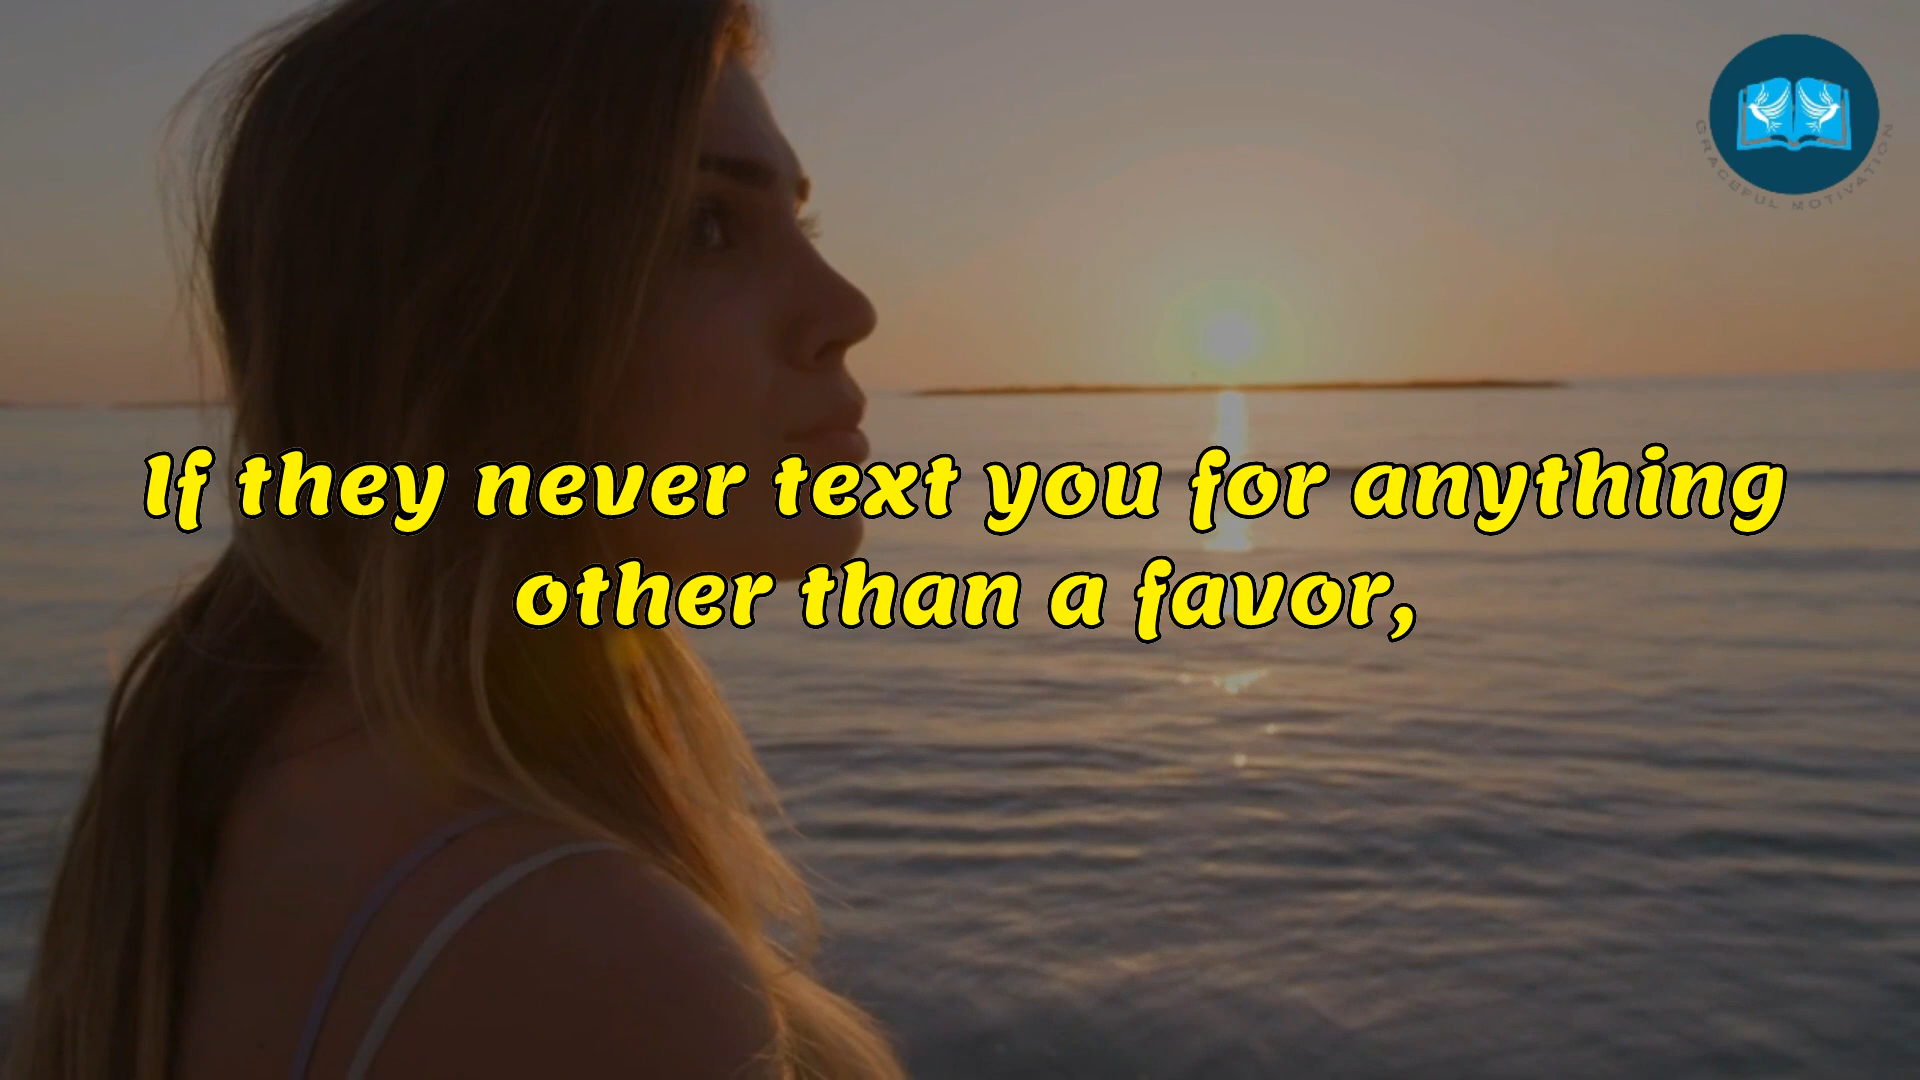 GRACEFUL MOTIVATION
If they never text you for anything
other than a favor,